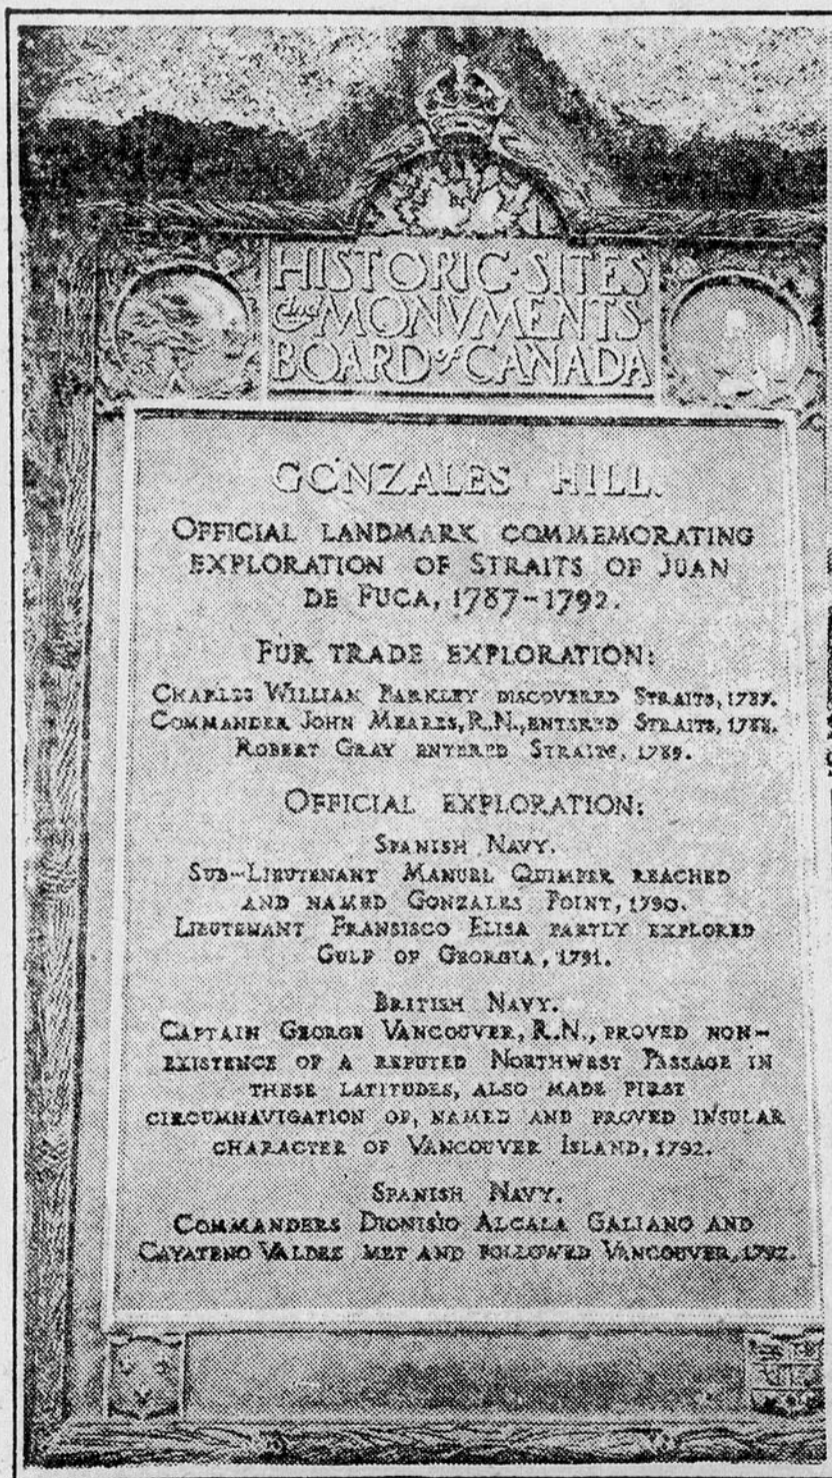 HISTORIC·SITES
and MONVMENTS
BOARD of CANADA
GONZALES HILL.
OFFICIAL LANDMARK COMMEMORATING
EXPLORATION OF STRAITS OF JUAN
DE FUCA, 1787-1792.
FUR TRADE EXPLORATION:
CHARLES WILLIAM BARKLEY DISCOVERED STRAITS, 1787.
COMMANDER JOHN MEARES, R.N., ENTERED STRAITS, 1788.
ROBERT GRAY ENTERED STRAITS, 1789.
OFFICIAL EXPLORATION:
SPANISH NAVY.
SUB-LIEUTENANT MANUEL QUIMPER REACHED
AND NAMED GONZALES POINT, 1790.
LIEUTENANT FRANSISCO ELISA PARTLY EXPLORED
GULF OF GEORGIA, 1791.
BRITISH NAVY.
CAPTAIN GEORGE VANCOUVER, R.N., PROVED NON-
EXISTENCE OF A REPUTED NORTHWEST PASSAGE IN
THESE LATITUDES, ALSO MADE FIRST
CIRCUMNAVIGATION OF, NAMED AND PROVED INSULAR
CHARACTER OF VANCOUVER ISLAND, 1792.
SPANISH NAVY.
COMMANDERS DIONISIO ALCALA GALIANO AND
CAYATENO VALDEZ MET AND FOLLOWED VANCOUVER, 1792.